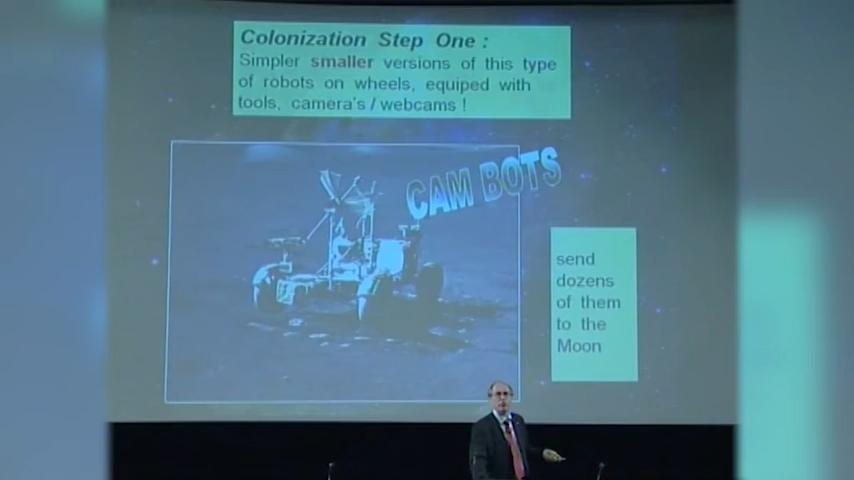 Colonization Step One :
Simpler smaller versions of this type
of robots on wheels, equiped with
tools, camera's / webcams !
CAM BOTS
send
dozens
of them
to the
Moon